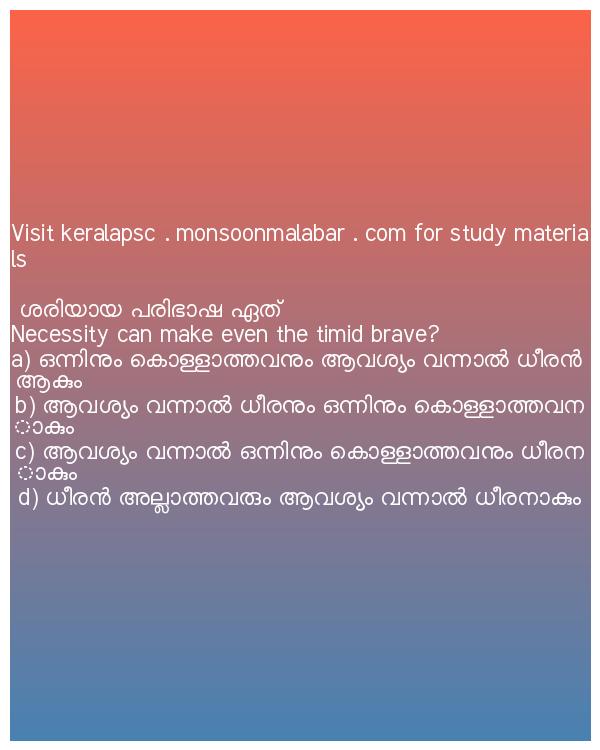 Visit keralapsc . monsoonmalabar . com for study materia
ls
ശരിയായ പരിഭാഷ ഏത്
Necessity can make even the timid brave?
a) ഒന്നിനും കൊള്ളാത്തവനും ആവശ്യം വന്നാൽ ധീരൻ
ആകും
b) ആവശ്യം വന്നാൽ ധീരനും ഒന്നിനും കൊള്ളാത്തവന
ാകും
c) ആവശ്യം വന്നാൽ ഒന്നിനും കൊള്ളാത്തവനും ധീരന
ാകും
d) ധീരൻ അല്ലാത്തവരും ആവശ്യം വന്നാൽ ധീരനാകും